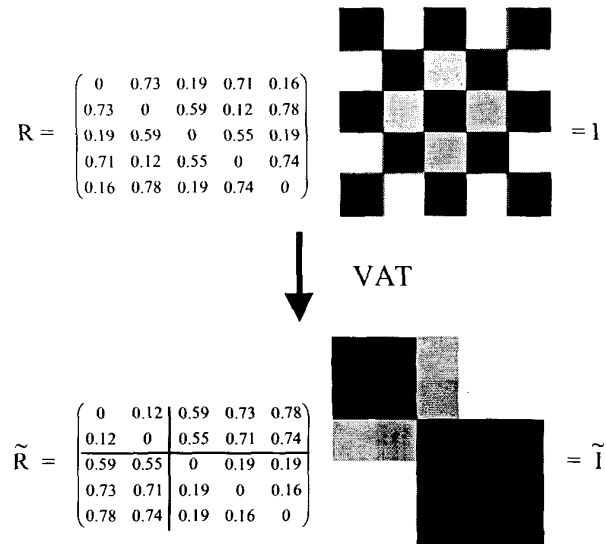 0 0.73 0.19 0.71 0.16
0.73 0 0.59 0.12 0.78
R = 0.19 0.59 0 0.55 0.19 = I
0.71 0.12 0.55 0 0.74
0.16 0.78 0.19 0.74 0
VAT
0 0.12 0.59 0.73 0.78
0.12 0 0.55 0.71 0.74
R̃ = 0.59 0.55 0 0.19 0.19 = Ĩ
0.73 0.71 0.19 0 0.16
0.78 0.74 0.19 0.16 0